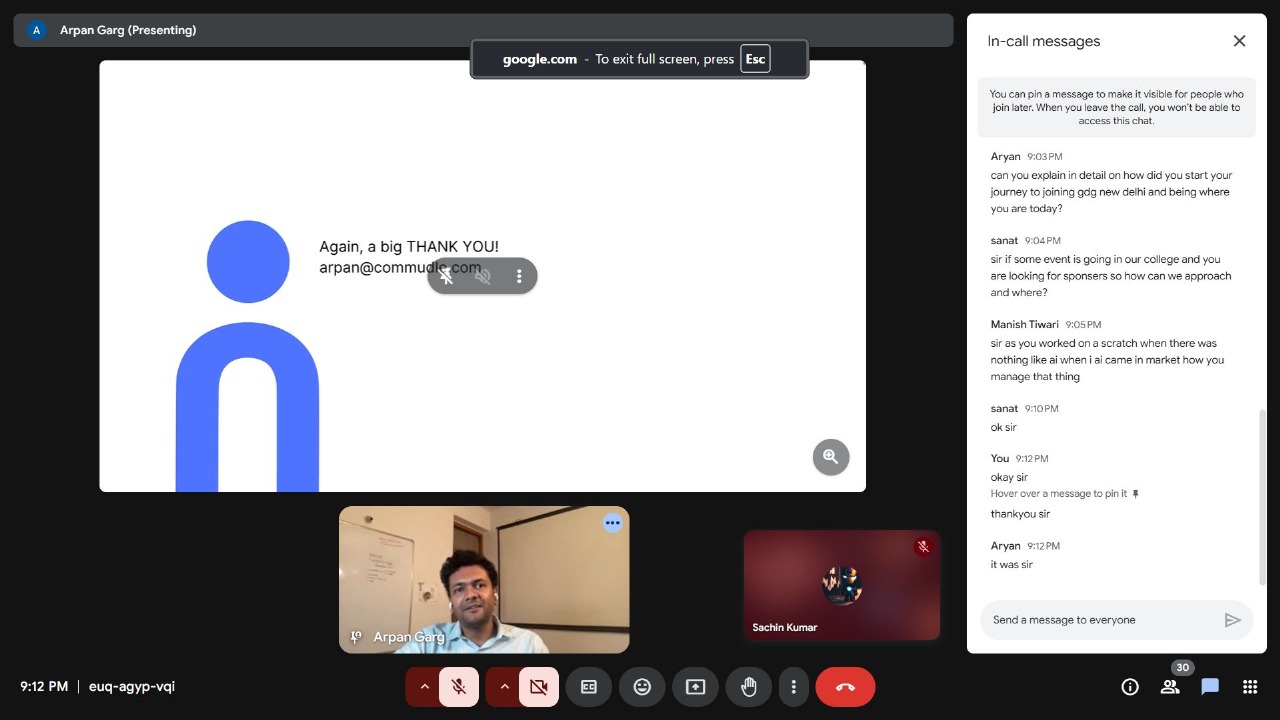 A Arpan Garg (Presenting)
google.com - To exit full screen, press Esc
Again, a big THANK YOU!
arpan@commudle.com
Arpan Garg
Sachin Kumar
9:12 PM | euq-agyp-vqi
In-call messages
You can pin a message to make it visible for people who
join later. When you leave the call, you won't be able to
access this chat.
Aryan 9:03 PM
can you explain in detail on how did you start your
journey to joining gdg new delhi and being where
you are today?
sanat 9:04 PM
sir if some event is going in our college and you
are looking for sponsers so how can we approach
and where?
Manish Tiwari 9:05 PM
sir as you worked on a scratch when there was
nothing like ai when i ai came in market how you
manage that thing
sanat 9:10 PM
ok sir
You 9:12 PM
okay sir
Hover over a message to pin it
thankyou sir
Aryan 9:12 PM
it was sir
Send a message to everyone
30